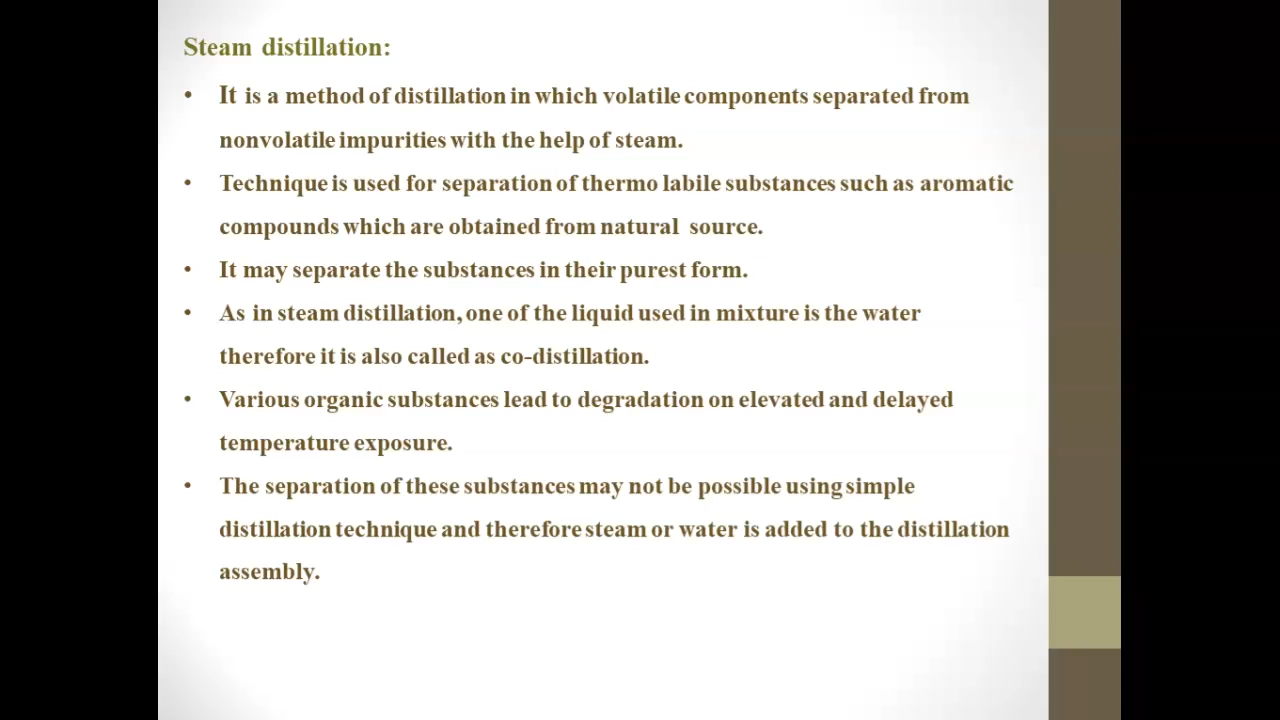 Steam distillation:
• It is a method of distillation in which volatile components separated from
nonvolatile impurities with the help of steam.
• Technique is used for separation of thermo labile substances such as aromatic
compounds which are obtained from natural source.
• It may separate the substances in their purest form.
• As in steam distillation, one of the liquid used in mixture is the water
therefore it is also called as co-distillation.
• Various organic substances lead to degradation on elevated and delayed
temperature exposure.
• The separation of these substances may not be possible using simple
distillation technique and therefore steam or water is added to the distillation
assembly.